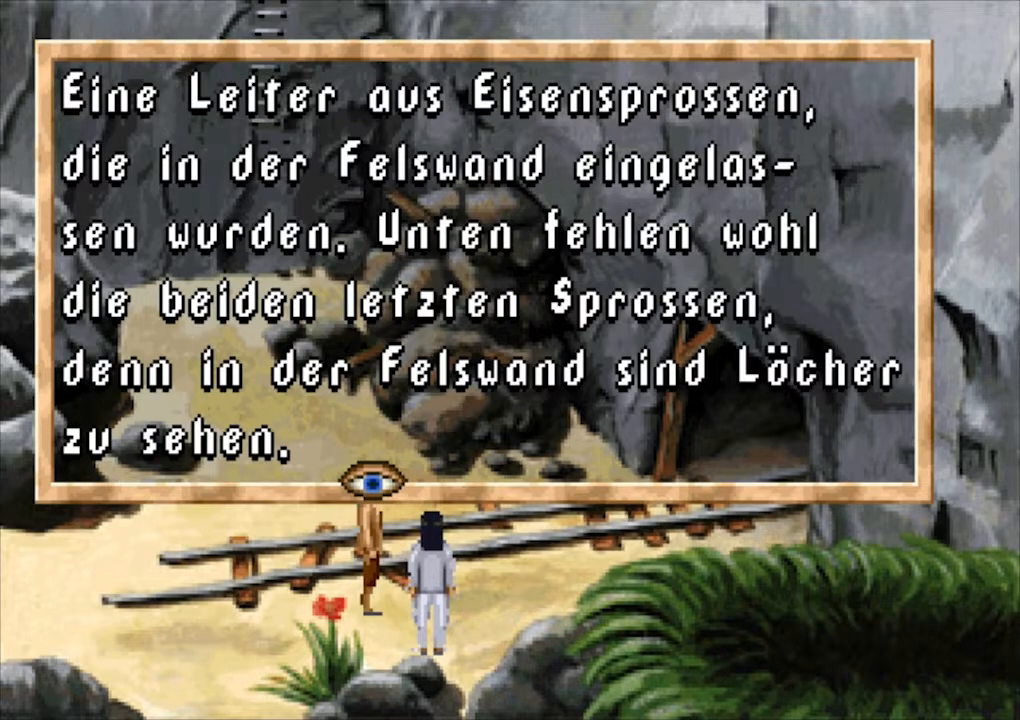 Eine Leiter aus Eisensprossen,
die in der Felswand eingelas-
sen wurden. Unten fehlen wohl
die beiden letzten Sprossen,
denn in der Felswand sind Löcher
zu sehen.